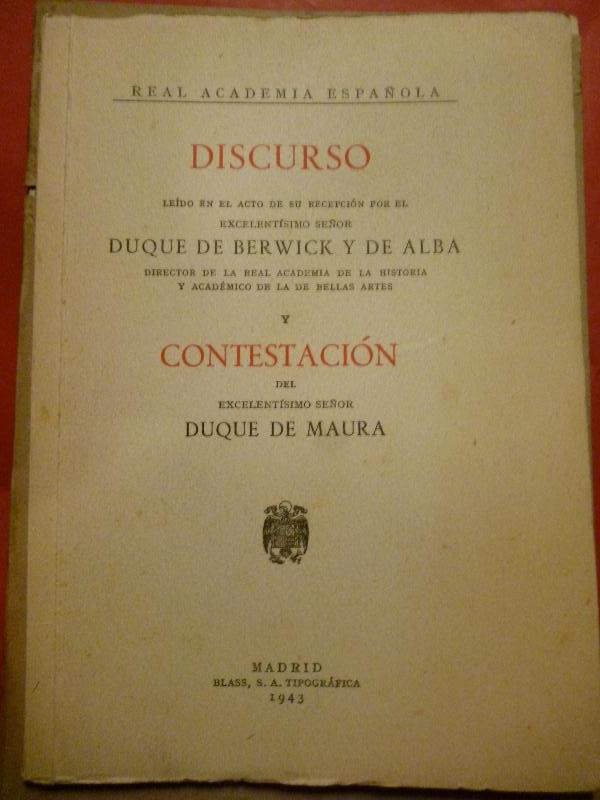 REAL ACADEMIA ESPAÑOLA
DISCURSO
LEÍDO EN EL ACTO DE SU RECEPCIÓN POR EL
EXCELENTÍSIMO SEÑOR
DUQUE DE BERWICK Y DE ALBA
DIRECTOR DE LA REAL ACADEMIA DE LA HISTORIA
Y ACADÉMICO DE LA DE BELLAS ARTES
Y
CONTESTACIÓN
DEL
EXCELENTÍSIMO SEÑOR
DUQUE DE MAURA
MADRID
BLASS, S. A. TIPOGRÁFICA
1943